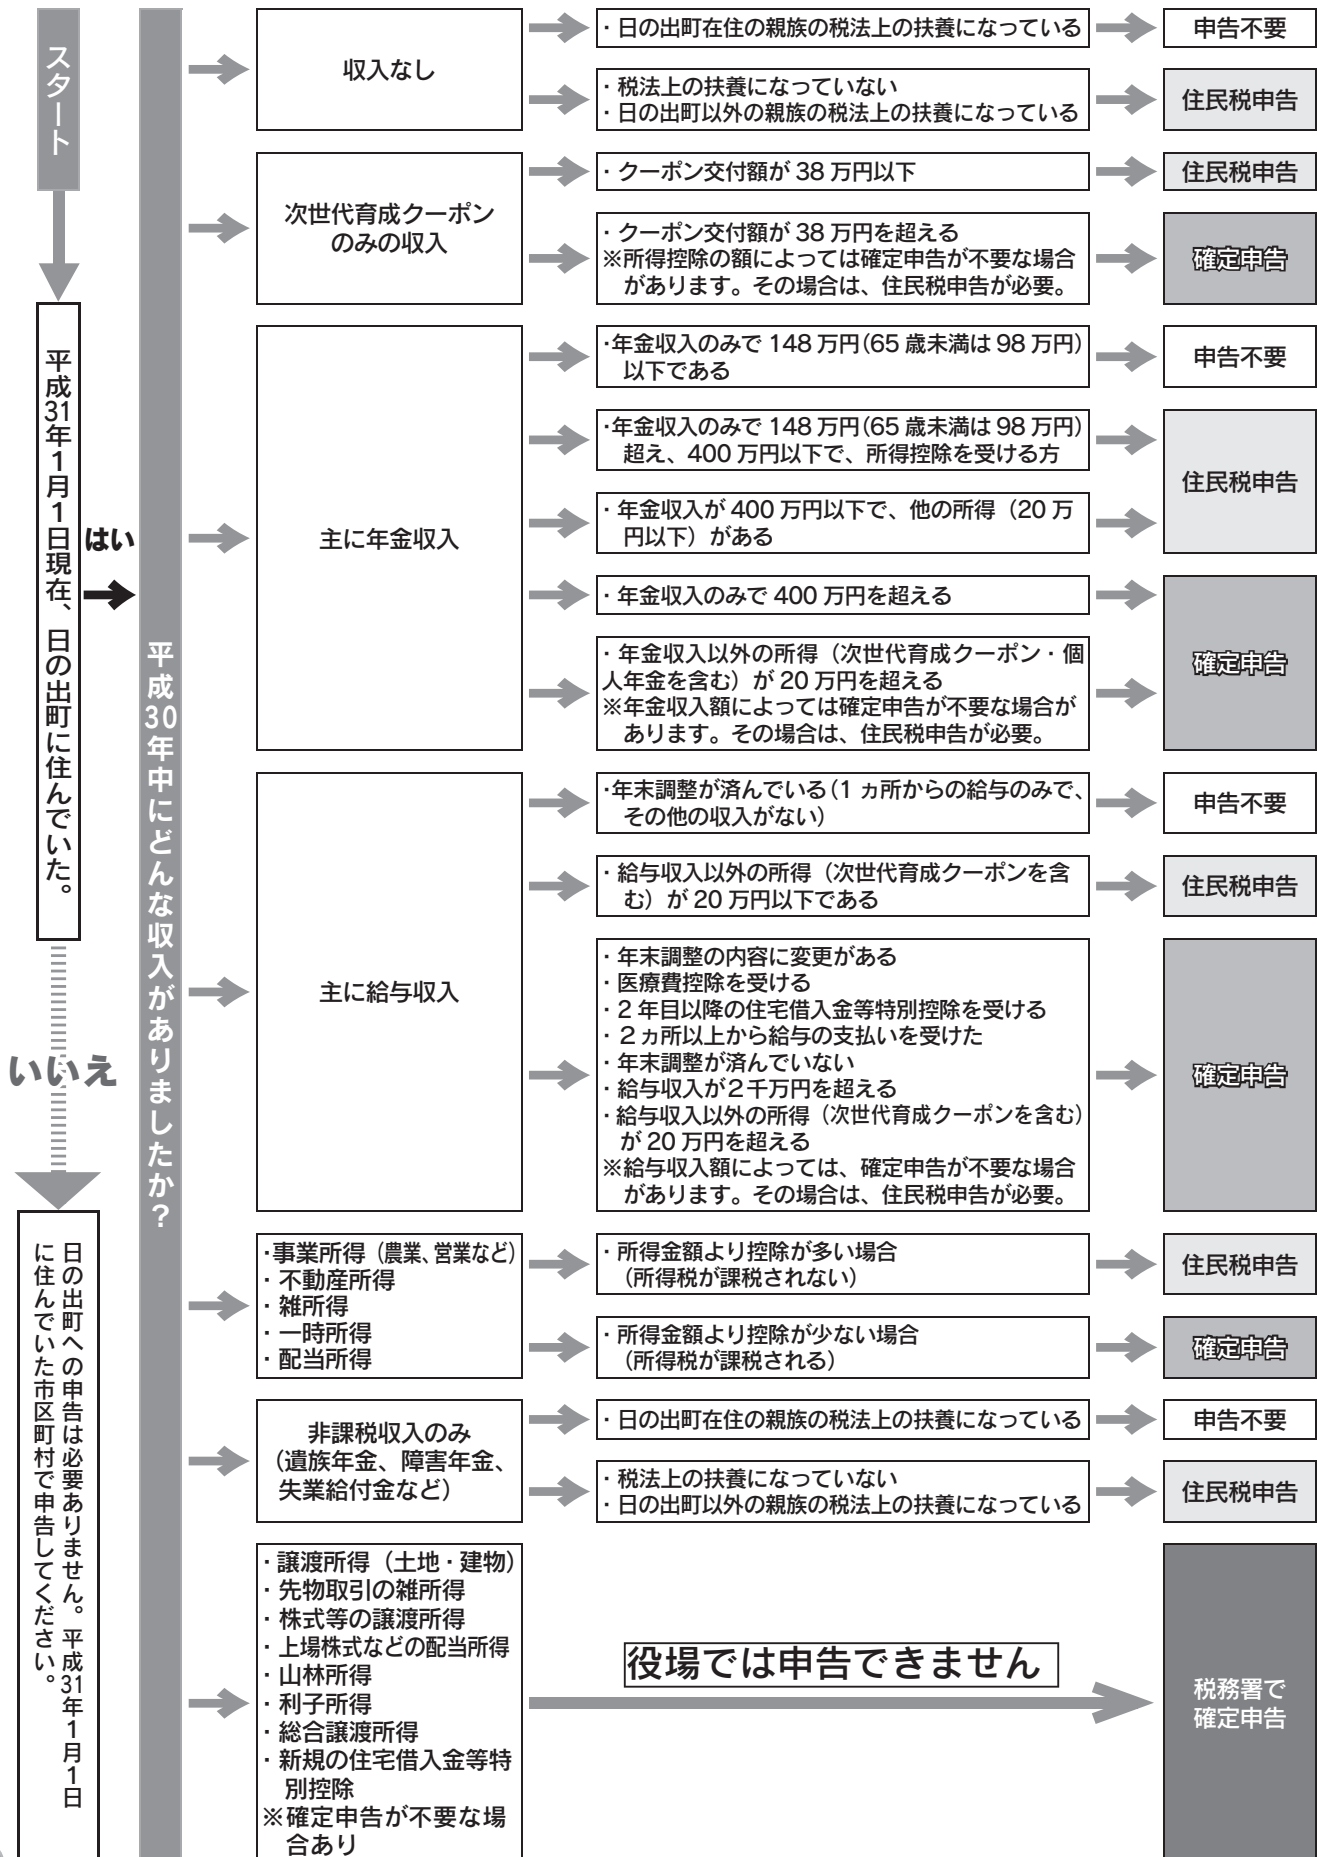 スタート
平成31年1月1日現在、日の出町に住んでいた。
はい
いいえ
日の出町への申告は必要ありません。平成31年1月1日
に住んでいた市区町村で申告してください。
平成30年中にどんな収入がありましたか？
収入なし
・日の出町在住の親族の税法上の扶養になっている
申告不要
・税法上の扶養になっていない
・日の出町以外の親族の税法上の扶養になっている
住民税申告
次世代育成クーポン
のみの収入
・クーポン交付額が 38 万円以下
住民税申告
・クーポン交付額が 38 万円を超える
※所得控除の額によっては確定申告が不要な場合
があります。その場合は、住民税申告が必要。
確定申告
主に年金収入
・年金収入のみで 148 万円（65 歳未満は 98 万円）
以下である
申告不要
・年金収入のみで 148 万円（65 歳未満は 98 万円）
超え、400 万円以下で、所得控除を受ける方
・年金収入が 400 万円以下で、他の所得（20 万
円以下）がある
住民税申告
・年金収入のみで 400 万円を超える
・年金収入以外の所得（次世代育成クーポン・個
人年金を含む）が 20 万円を超える
※年金収入額によっては確定申告が不要な場合が
あります。その場合は、住民税申告が必要。
確定申告
主に給与収入
・年末調整が済んでいる（1 ヵ所からの給与のみで、
その他の収入がない）
申告不要
・給与収入以外の所得（次世代育成クーポンを含
む）が 20 万円以下である
住民税申告
・年末調整の内容に変更がある
・医療費控除を受ける
・2 年目以降の住宅借入金等特別控除を受ける
・２ヵ所以上から給与の支払いを受けた
・年末調整が済んでいない
・給与収入が２千万円を超える
・給与収入以外の所得（次世代育成クーポンを含む）
が 20 万円を超える
※給与収入額によっては、確定申告が不要な場合
があります。その場合は、住民税申告が必要。
確定申告
・事業所得（農業、営業など）
・不動産所得
・雑所得
・一時所得
・配当所得
・所得金額より控除が多い場合
（所得税が課税されない）
住民税申告
・所得金額より控除が少ない場合
（所得税が課税される）
確定申告
非課税収入のみ
（遺族年金、障害年金、
失業給付金など）
・日の出町在住の親族の税法上の扶養になっている
申告不要
・税法上の扶養になっていない
・日の出町以外の親族の税法上の扶養になっている
住民税申告
・譲渡所得（土地・建物）
・先物取引の雑所得
・株式等の譲渡所得
・上場株式などの配当所得
・山林所得
・利子所得
・総合譲渡所得
・新規の住宅借入金等特
別控除
※確定申告が不要な場
合あり
役場では申告できません
税務署で
確定申告